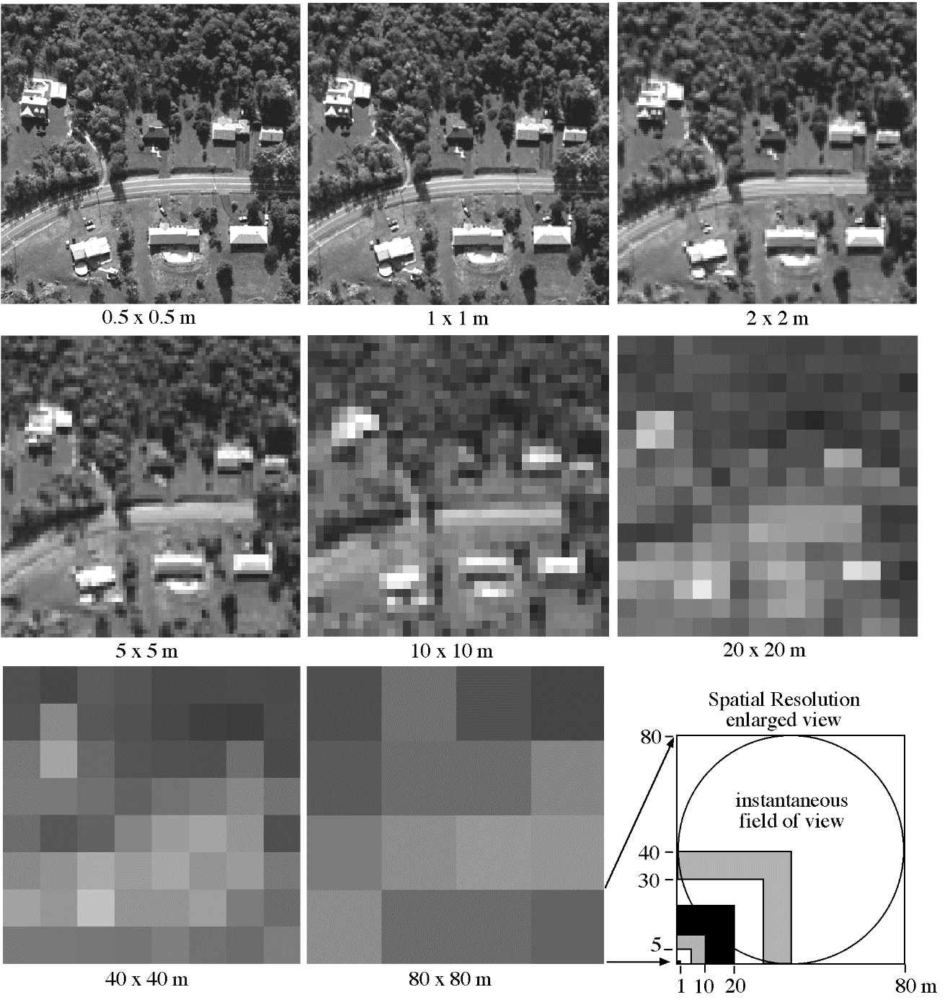 0.5 x 0.5 m
1 x 1 m
2 x 2 m
5 x 5 m
10 x 10 m
20 x 20 m
Spatial Resolution
enlarged view
80
instantaneous
field of view
40
30
5
1 10 20 80 m
40 x 40 m
80 x 80 m